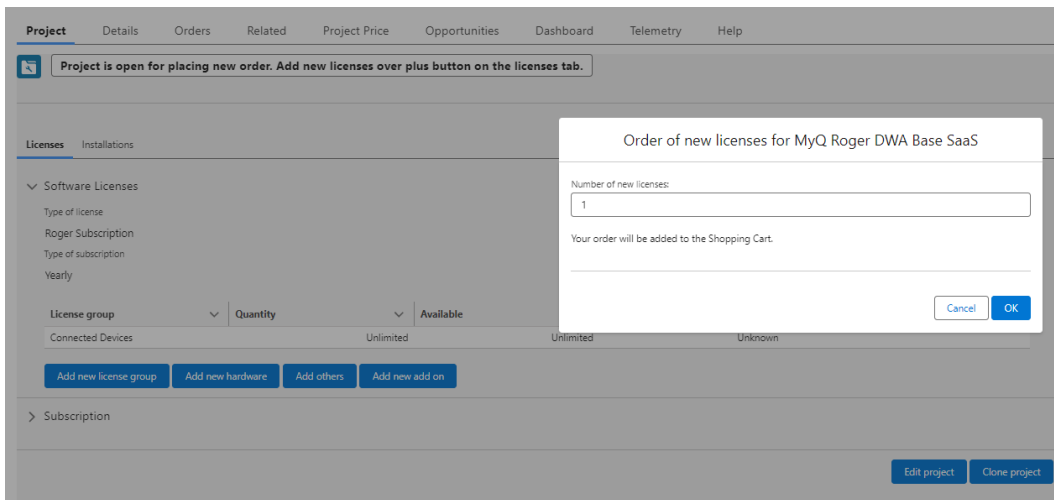 Project Details Orders Related Project Price Opportunities Dashboard Telemetry Help
Project is open for placing new order. Add new licenses over plus button on the licenses tab.
Licenses Installations
Software Licenses
Type of license
Roger Subscription
Type of subscription
Yearly
License group Quantity Available
Connected Devices Unlimited Unlimited Unknown
Add new license group Add new hardware Add others Add new add on
Subscription
Edit project Clone project
Order of new licenses for MyQ Roger DWA Base SaaS
Number of new licenses:
1
Your order will be added to the Shopping Cart.
Cancel OK